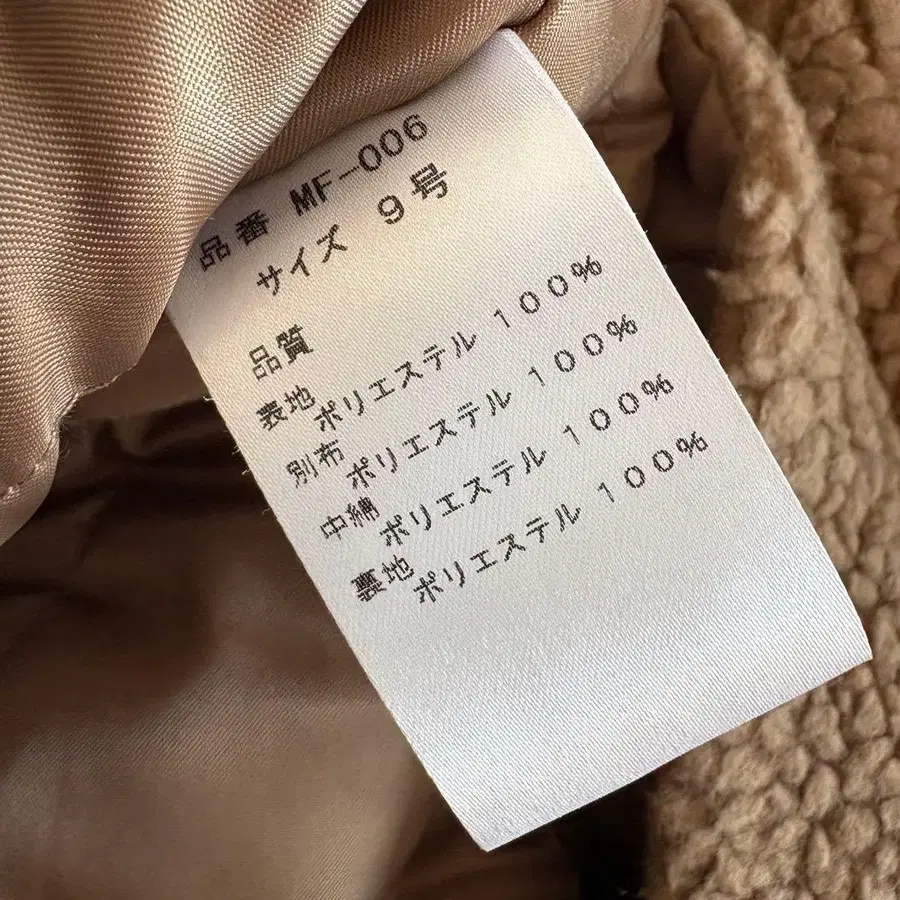 品番 MF-006
サイズ 9号
品質
表地
ポリエステル 100%
別布
ポリエステル 100%
中綿
ポリエステル 100%
裏地
ポリエステル 100%